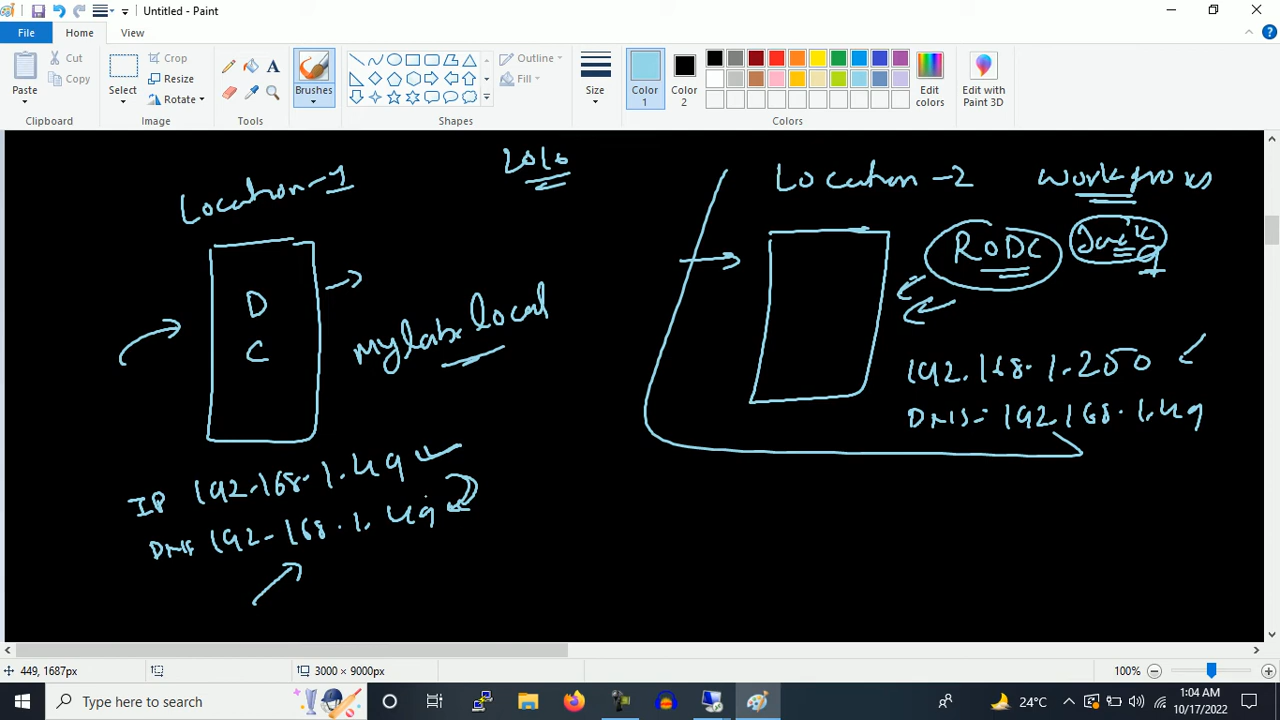 Untitled - Paint
File
Home
View
Paste
Cut
Copy
Clipboard
Select
Crop
Resize
Rotate
Image
Tools
Brushes
Shapes
Outline
Fill
Size
Color 1
Color 2
Colors
Edit colors
Edit with Paint 3D
Location-1
2016
Location-2
D
C
mylab.local
RODC
Jack
192.168.1.250
DNS= 192.168.1.49
IP 192.168.1.49
DNS 192.168.1.49
449, 1687px
3000 × 9000px
100%
Type here to search
24°C
1:04 AM
10/17/2022